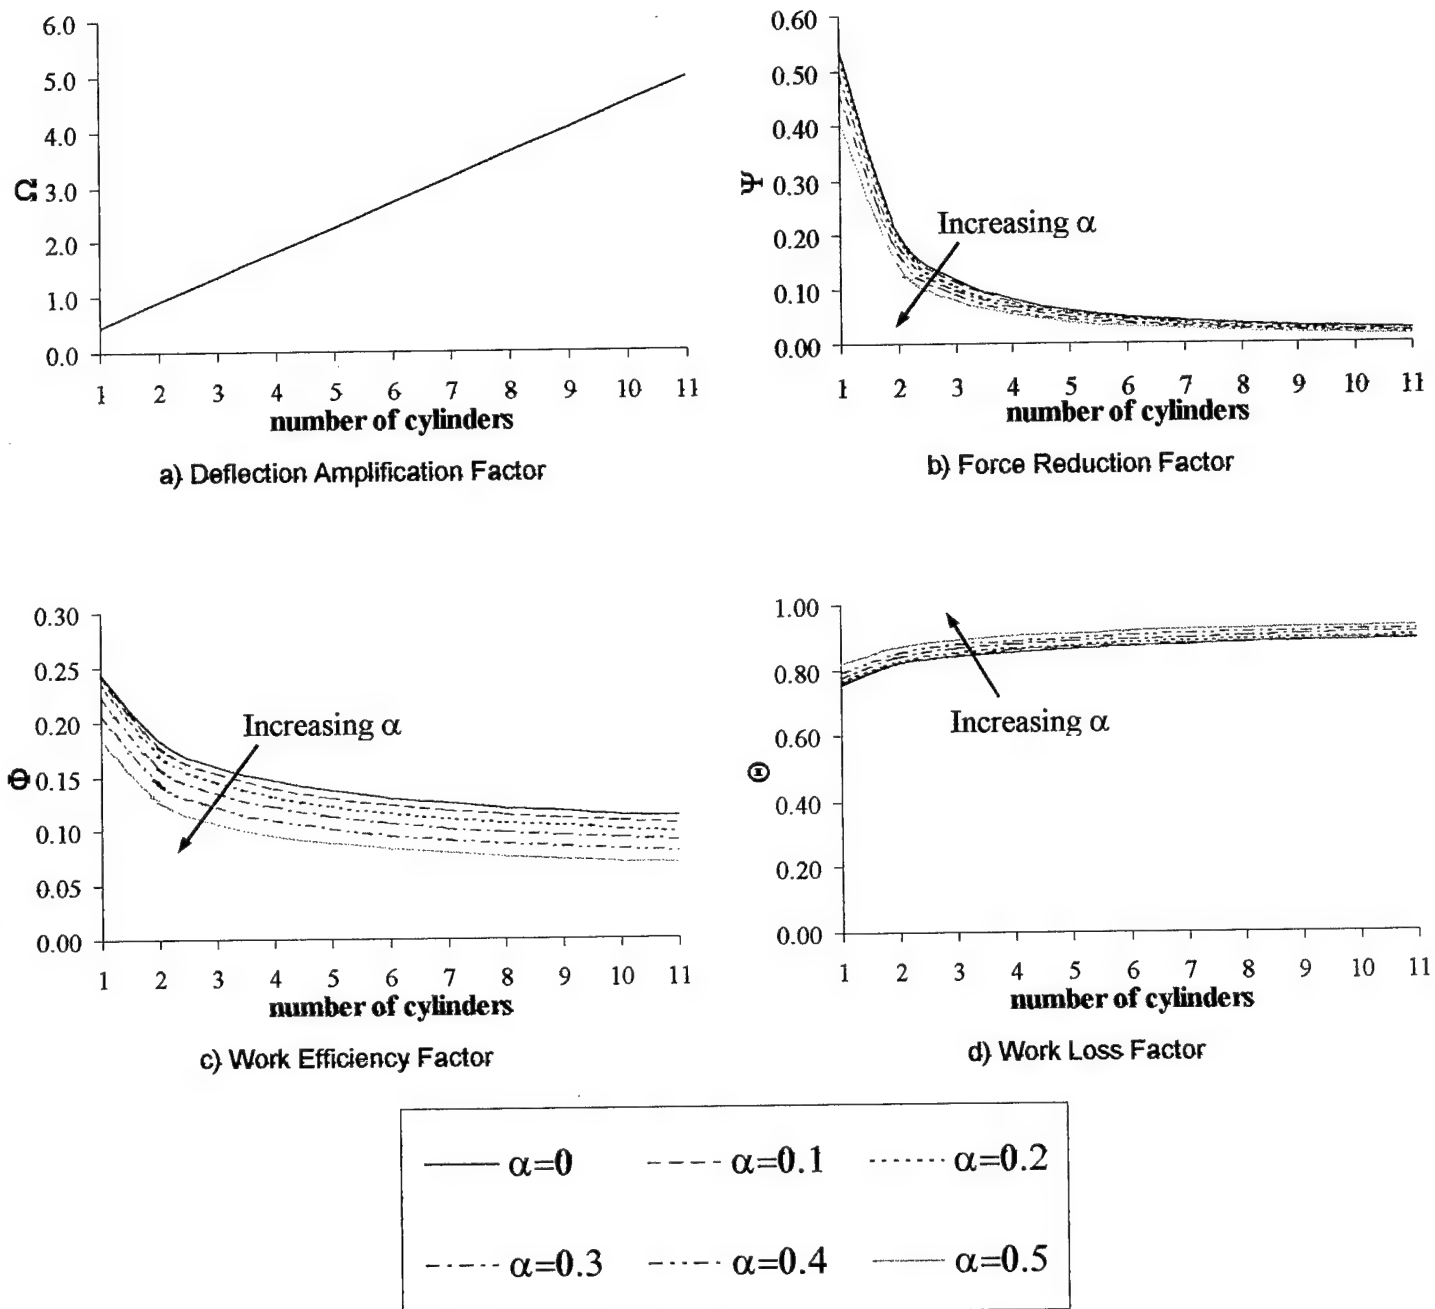 6.0
5.0
4.0
3.0
2.0
1.0
0.0
Ω
1 2 3 4 5 6 7 8 9 10 11
number of cylinders
a) Deflection Amplification Factor
0.60
0.50
0.40
0.30
0.20
0.10
0.00
Ψ
Increasing α
1 2 3 4 5 6 7 8 9 10 11
number of cylinders
b) Force Reduction Factor
0.30
0.25
0.20
0.15
0.10
0.05
0.00
Φ
Increasing α
1 2 3 4 5 6 7 8 9 10 11
number of cylinders
c) Work Efficiency Factor
1.00
0.80
0.60
0.40
0.20
0.00
Θ
Increasing α
1 2 3 4 5 6 7 8 9 10 11
number of cylinders
d) Work Loss Factor
α=0 α=0.1 α=0.2
α=0.3 α=0.4 α=0.5